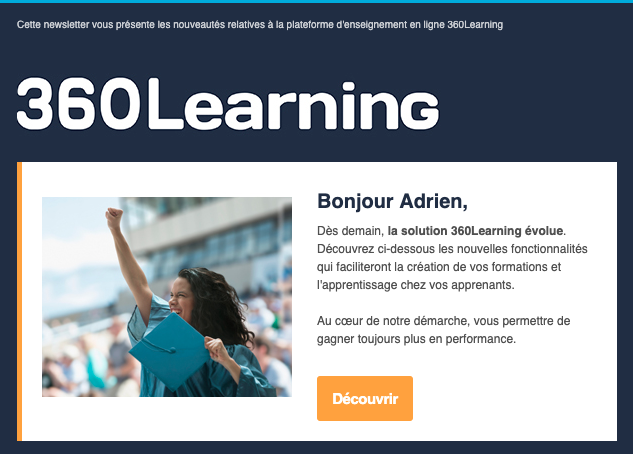 Cette newsletter vous présente les nouveautés relatives à la plateforme d'enseignement en ligne 360Learning
360Learning
Bonjour Adrien,
Dès demain, la solution 360Learning évolue.
Découvrez ci-dessous les nouvelles fonctionnalités
qui faciliteront la création de vos formations et
l'apprentissage chez vos apprenants.
Au cœur de notre démarche, vous permettre de
gagner toujours plus en performance.
Découvrir